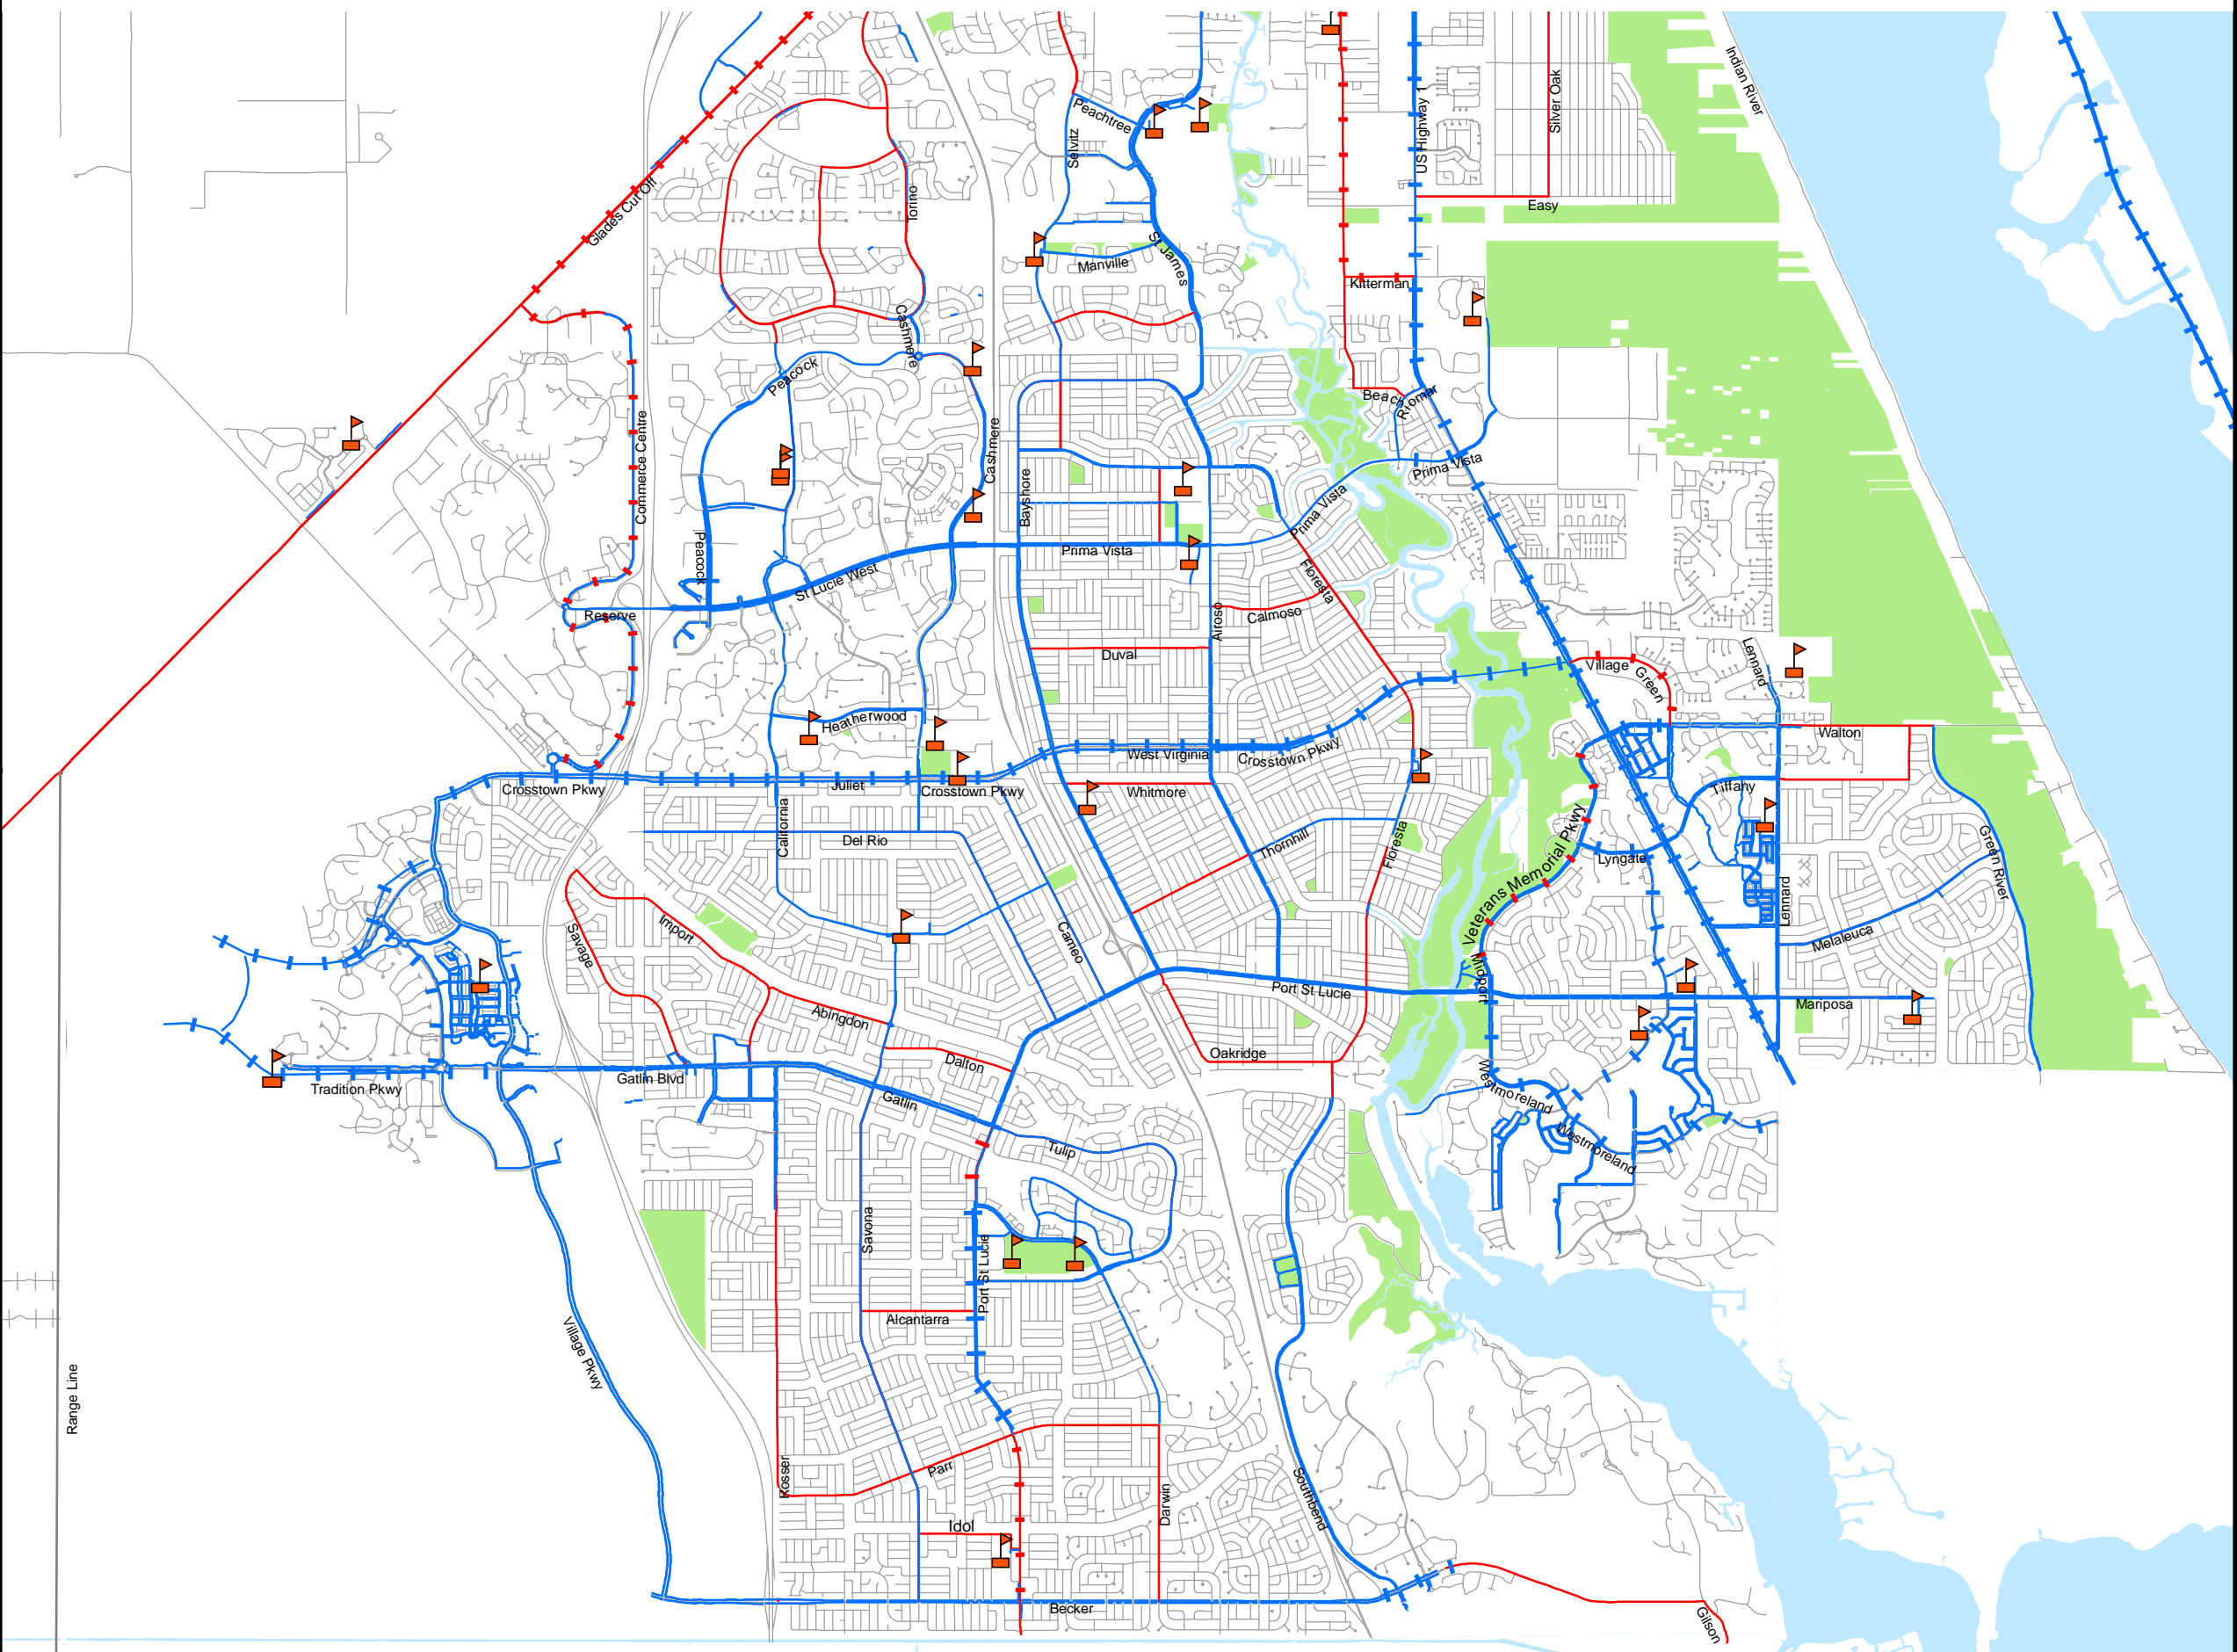 Indian River
Silver Oak
US Highway 1
Peachtree
Selvitz
Torino
Glades Cut Off
Easy
St James
Manville
Kitterman
Cashmere
Peacock
Beach
Riomar
Commerce Centre
Cashmere
Bayshore
Prima Vista
Prima Vista
Peacock
Prima Vista
St Lucie West
Floresta
Reserve
Calmoso
Airoso
Duval
Village Green
Lennard
Heatherwood
Walton
West Virginia
Crosstown Pkwy
Crosstown Pkwy
Juliet
Crosstown Pkwy
Whitmore
Tiffany
California
Del Rio
Thornhill
Floresta
Veterans Memorial Pkwy
Lyngate
Green River
Lennard
Import
Savage
Cameo
Melaleuca
Midport
Port St Lucie
Mariposa
Abingdon
Oakridge
Dalton
Gatlin Blvd
Tradition Pkwy
Gatlin
Westmoreland
Westmoreland
Tulip
Savona
Port St Lucie
Alcantarra
Village Pkwy
Range Line
Parr
Rosser
Darwin
Southbend
Idol
Becker
Gilson